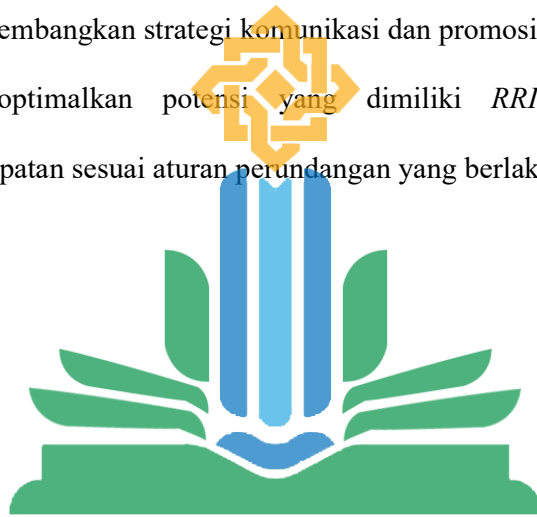 embangkan strategi komunikasi dan promosi
optimalkan potensi yang dimiliki RRI
patan sesuai aturan perundangan yang berlak